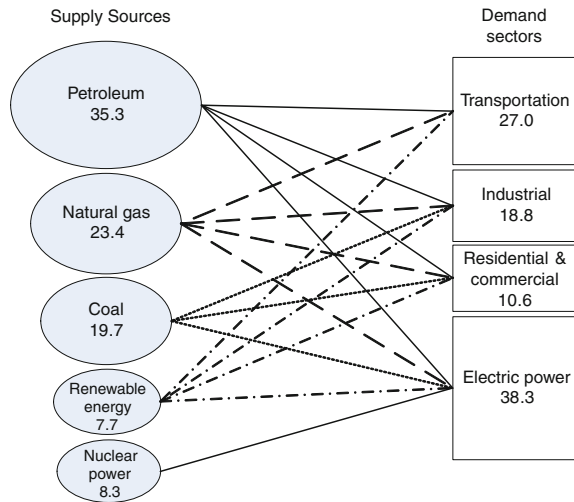 Supply Sources
Petroleum
35.3
Natural gas
23.4
Coal
19.7
Renewable
energy
7.7
Nuclear
power
8.3
Demand
sectors
Transportation
27.0
Industrial
18.8
Residential &
commercial
10.6
Electric power
38.3